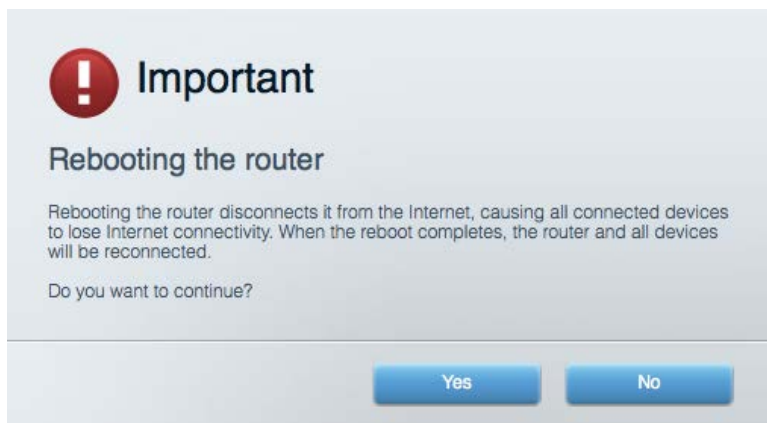 Important
Rebooting the router
Rebooting the router disconnects it from the Internet, causing all connected devices
to lose Internet connectivity. When the reboot completes, the router and all devices
will be reconnected.
Do you want to continue?
Yes No